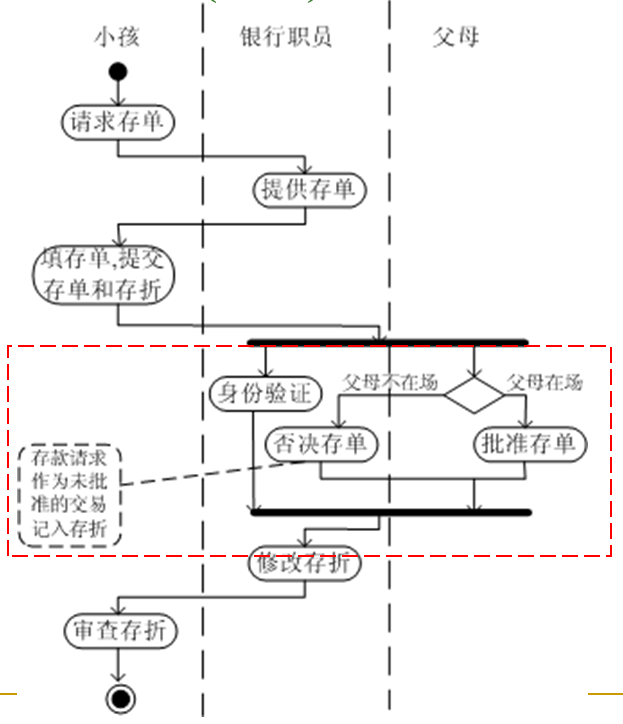 小孩
银行职员
父母
请求存单
提供存单
填存单,提交
存单和存折
身份验证
父母不在场
父母在场
否决存单
批准存单
存款请求
作为未批
准的交易
记入存折
修改存折
审查存折